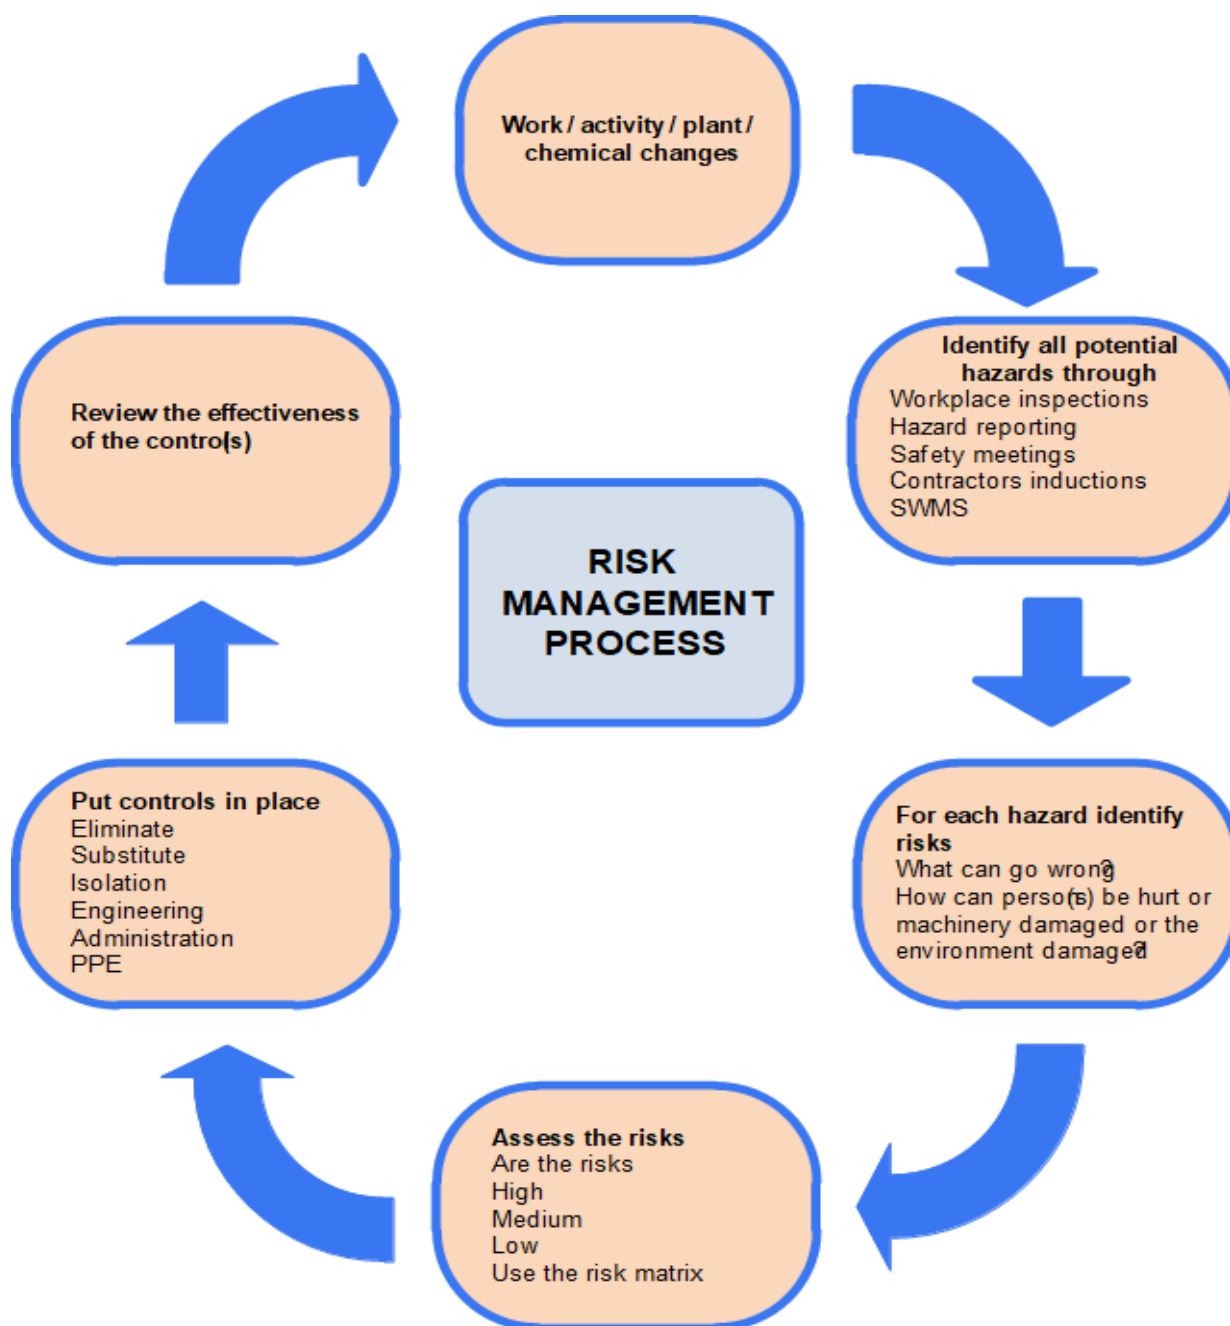 Work / activity / plant /
chemical changes
Identify all potential
hazards through
Workplace inspections
Hazard reporting
Safety meetings
Contractors inductions
SWMS
For each hazard identify
risks
What can go wrong?
How can person(s) be hurt or
machinery damaged or the
environment damaged?
Assess the risks
Are the risks
High
Medium
Low
Use the risk matrix
Put controls in place
Eliminate
Substitute
Isolation
Engineering
Administration
PPE
Review the effectiveness
of the contro(s)
RISK
MANAGEMENT
PROCESS